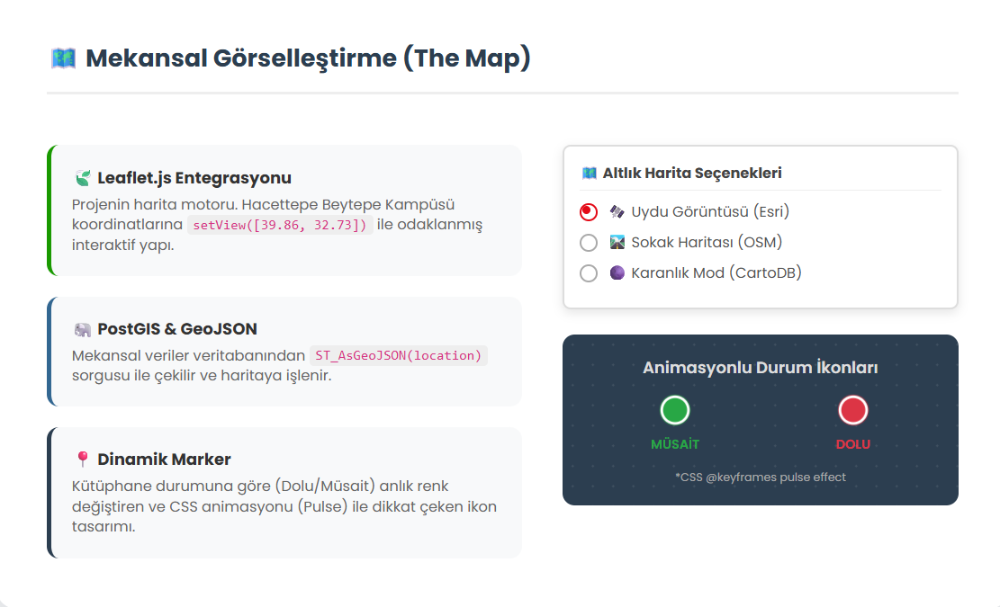 Mekansal Görselleştirme (The Map)
Leaflet.js Entegrasyonu
Projenin harita motoru. Hacettepe Beytepe Kampüsü
koordinatlarına setView([39.86, 32.73]) ile odaklanmış
interaktif yapı.
PostGIS & GeoJSON
Mekansal veriler veritabanından ST_AsGeoJSON(location)
sorgusu ile çekilir ve haritaya işlenir.
Dinamik Marker
Kütüphane durumuna göre (Dolu/Müsait) anlık renk
değiştiren ve CSS animasyonu (Pulse) ile dikkat çeken ikon
tasarımı.
Altlık Harita Seçenekleri
Uydu Görüntüsü (Esri)
Sokak Haritası (OSM)
Karanlık Mod (CartoDB)
Animasyonlu Durum İkonları
MÜSAİT
DOLU
*CSS @keyframes pulse effect